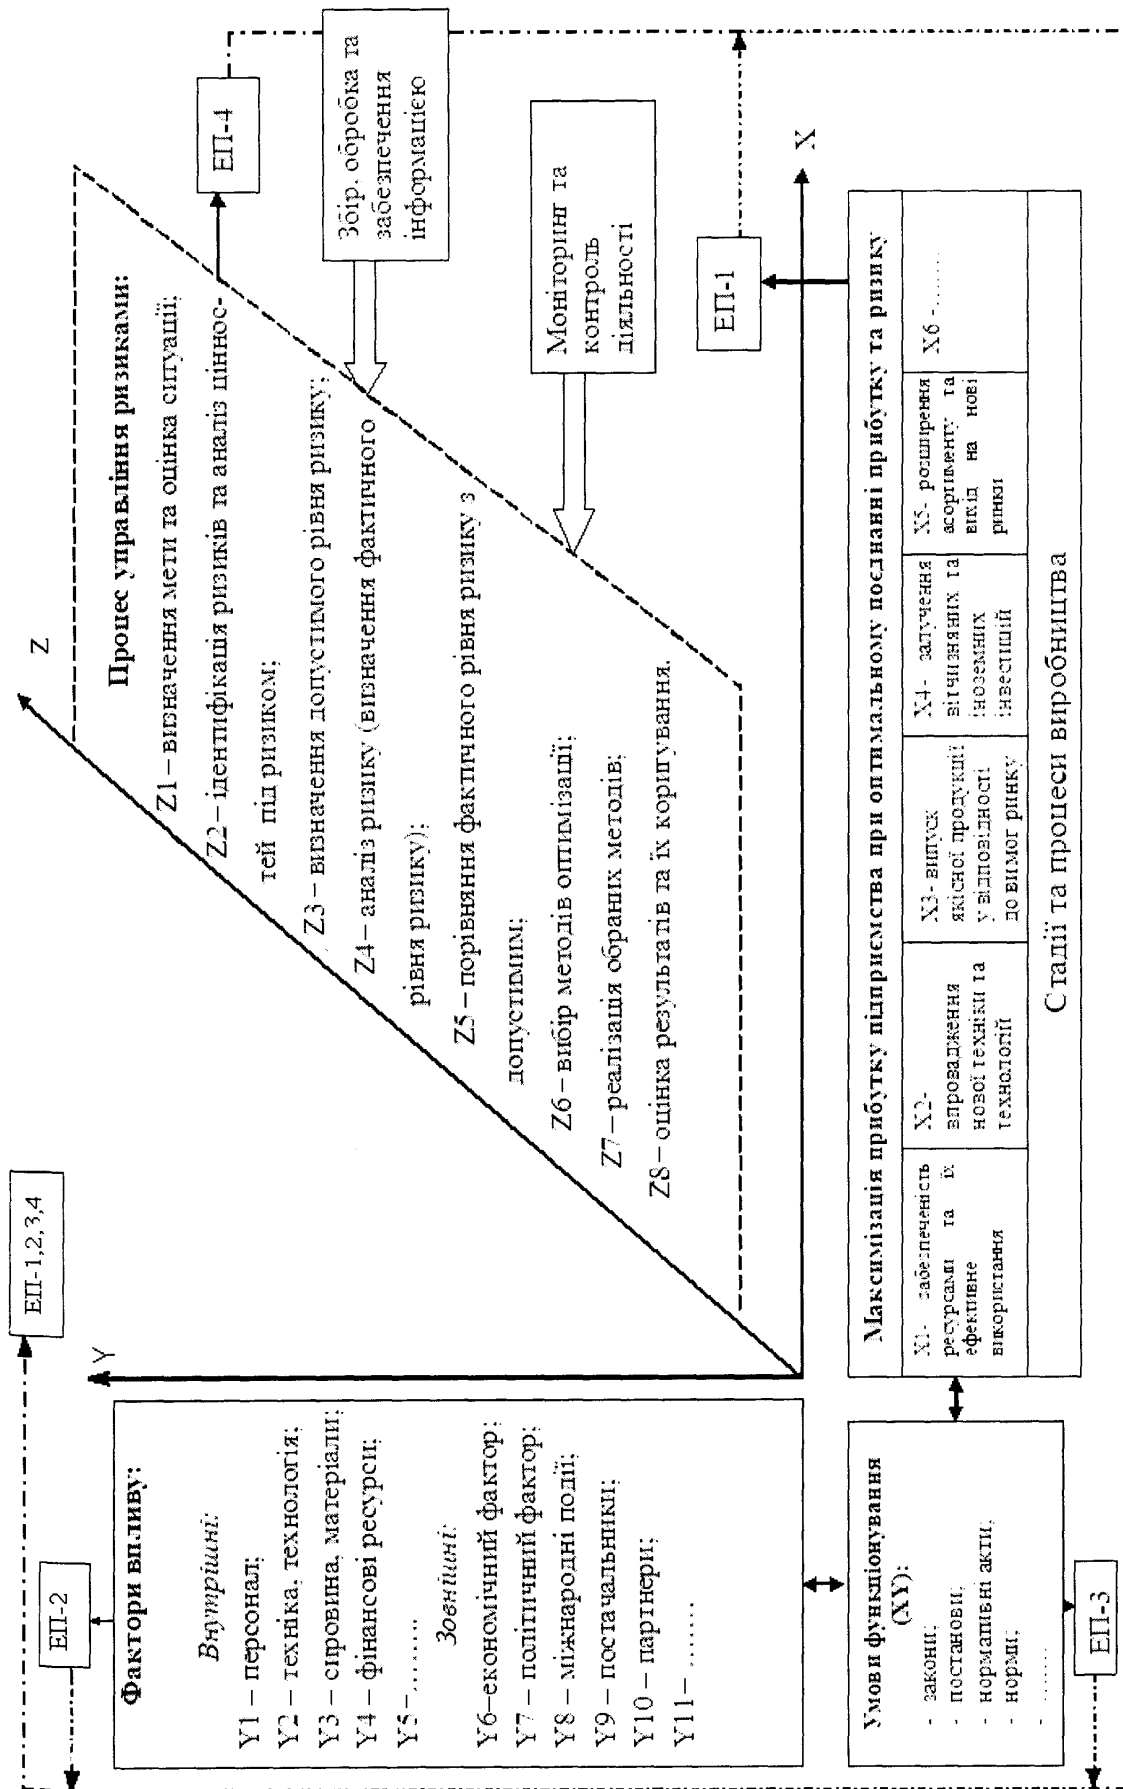 ЕП-1,2,3,4
ЕП-2
Y
Z
Фактори впливу:
Внутрішні:
Y1 – персонал;
Y2 – техніка, технологія;
Y3 – сировина, матеріали;
Y4 – фінансові ресурси;
Y5-........
Зовнішні:
Y6–економічний фактор;
Y7 – політичний фактор;
Y8 – міжнародні події;
Y9 – постачальники;
Y10 – партнери;
Y11- ........
Процес управління ризиками:
Z1 – визначення мети та оцінка ситуації;
Z2 – ідентифікація ризиків та аналіз ціннос-
тей під ризиком;
Z3 – визначення допустимого рівня ризику;
Z4 – аналіз ризику (визначення фактичного
рівня ризику);
Z5 – порівняння фактичного рівня ризику з
допустимим;
Z6 – вибір методів оптимізації;
Z7 – реалізація обраних методів;
Z8 – оцінка результатів та їх коригування.
ЕП-4
Збір, обробка та
забезпечення
інформацією
Моніторинг та
контроль
діяльності
ЕП-1
X
Умови функціонування
(XY):
- закони;
- постанови;
- нормативні акти;
- норми;
- ........
ЕП-3
Максимізація прибутку підприємства при оптимальному поєднанні прибутку та ризику
X1- забезпеченість
ресурсами та їх
ефективне
використання
X2-
впровадження
нової техніки та
технологій
X3- випуск
якісної продукції
у відповідності
до вимог ринку
X4- залучення
вітчизняних та
іноземних
інвестицій
X5- розширення
асортименту та
вихід на нові
ринки
X6 -........
Стадії та процеси виробництва